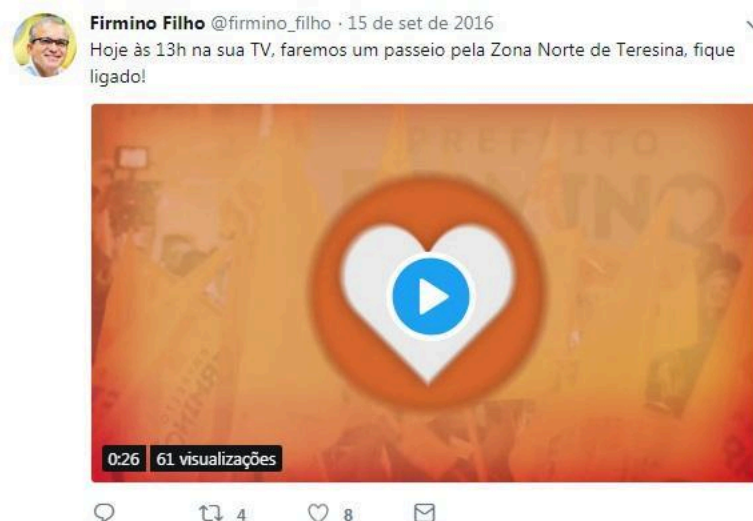 Firmino Filho @firmino_filho · 15 de set de 2016
Hoje às 13h na sua TV, faremos um passeio pela Zona Norte de Teresina, fique
ligado!
PREFEITO
0:26 61 visualizações
4 8